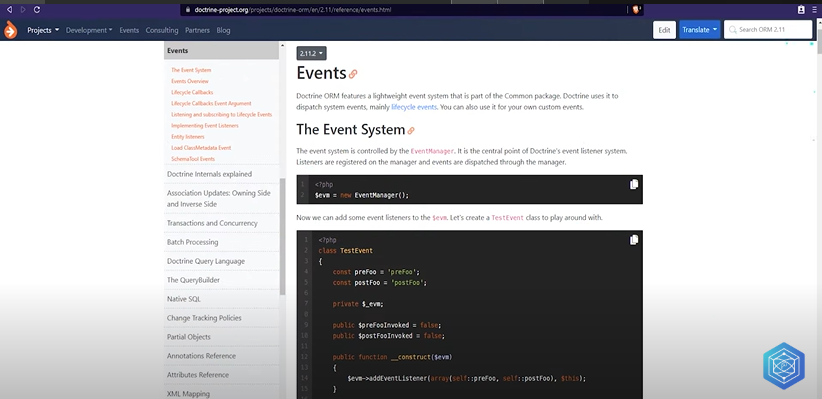 doctrine-project.org/projects/doctrine-orm/en/2.11/reference/events.html
Projects Development Events Consulting Partners Blog
Edit Translate Search ORM 2.11
Events
The Event System
Events Overview
Lifecycle Callbacks
Lifecycle Callbacks Event Argument
Listening and subscribing to Lifecycle Events
Implementing Event Listeners
Entity listeners
Load ClassMetadata Event
SchemaTool Events
Doctrine Internals explained
Association Updates: Owning Side
and Inverse Side
Transactions and Concurrency
Batch Processing
Doctrine Query Language
The QueryBuilder
Native SQL
Change Tracking Policies
Partial Objects
Annotations Reference
Attributes Reference
XML Mapping
2.11.2
Events
Doctrine ORM features a lightweight event system that is part of the Common package. Doctrine uses it to
dispatch system events, mainly lifecycle events. You can also use it for your own custom events.
The Event System
The event system is controlled by the EventManager. It is the central point of Doctrine's event listener system.
Listeners are registered on the manager and events are dispatched through the manager.
1 <?php
2 $evm = new EventManager();
Now we can add some event listeners to the $evm. Let's create a TestEvent class to play around with.
1 <?php
2 class TestEvent
3 {
4 const preFoo = 'preFoo';
5 const postFoo = 'postFoo';
6
7 private $_evm;
8
9 public $preFooInvoked = false;
10 public $postFooInvoked = false;
11
12 public function __construct($evm)
13 {
14 $evm->addEventListener(array(self::preFoo, self::postFoo), $this);
15 }